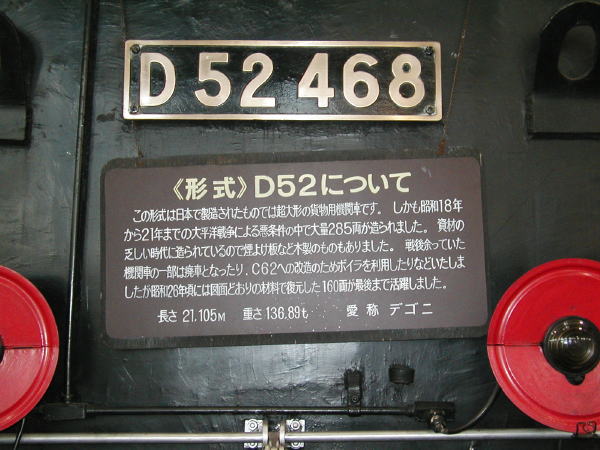 D52 468
《形式》D52について
この形式は日本で製造されたものでは超大形の貨物用機関車です。しかも昭和18年
から21年までの太平洋戦争による悪条件の中で大量285両が造られました。資材の
乏しい時代に造られているので煙よけ板など木製のものもありました。戦後余っていた
機関車の一部は廃車となったり、C62への改造のためボイラを利用したりなどいたしま
したが昭和26年頃には図面どおりの材料で復元した160両が最後まで活躍しました。
長さ 21,105M 重さ 136.89も 愛称 デゴニ